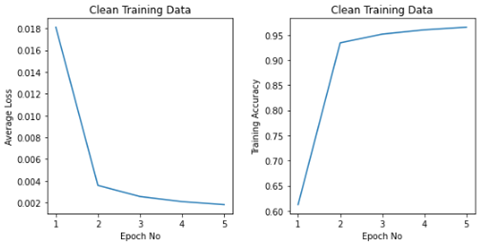 Clean Training Data
0.018
0.016
0.014
0.012
0.010
0.008
0.006
0.004
0.002
Average Loss
1 2 3 4 5
Epoch No
Clean Training Data
0.95
0.90
0.85
0.80
0.75
0.70
0.65
0.60
Training Accuracy
1 2 3 4 5
Epoch No